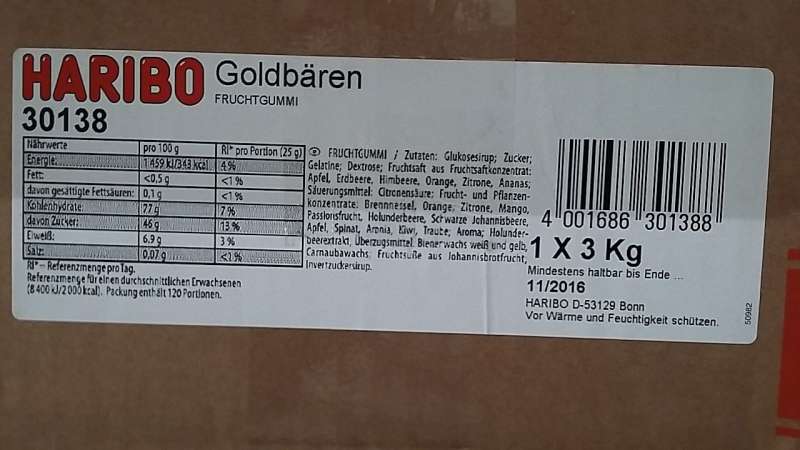 HARIBO Goldbären
FRUCHTGUMMI
30138
Nährwerte pro 100 g RI* pro Portion (25 g)
Energie: 1 459 kJ/343 kcal 4 %
Fett: <0,5 g <1 %
davon gesättigte Fettsäuren: 0,1 g <1 %
Kohlenhydrate: 77 g 7 %
davon Zucker: 46 g 13 %
Eiweiß: 6,9 g 3 %
Salz: 0,07 g <1 %
RI* = Referenzmenge pro Tag.
Referenzmenge für einen durchschnittlichen Erwachsenen
(8 400 kJ/2 000 kcal). Packung enthält 120 Portionen.
D FRUCHTGUMMI / Zutaten: Glukosesirup; Zucker;
Gelatine; Dextrose; Fruchtsaft aus Fruchtsaftkonzentrat:
Apfel, Erdbeere, Himbeere, Orange, Zitrone, Ananas;
Säuerungsmittel: Citronensäure; Frucht- und Pflanzen-
konzentrate: Brennnessel, Orange, Zitrone, Mango,
Passionsfrucht, Holunderbeere, Schwarze Johannisbeere,
Apfel, Spinat, Aronia, Kiwi, Traube; Aroma; Holunder-
beerextrakt, Überzugsmittel: Bienenwachs weiß und gelb,
Carnaubawachs; Fruchtsüße aus Johannisbrotfrucht,
Invertzuckersirup.
4 001686 301388
1 X 3 Kg
Mindestens haltbar bis Ende ...
11/2016
HARIBO D-53129 Bonn
Vor Wärme und Feuchtigkeit schützen.
50982